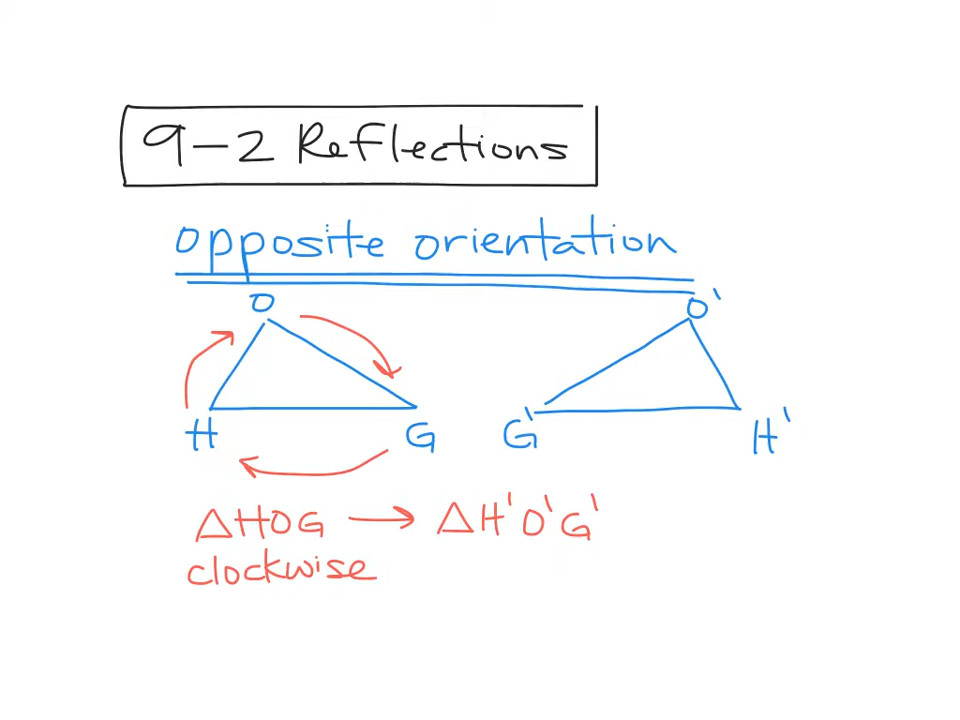 9-2 Reflections
opposite orientation
O O'
H G G' H'
△HOG → △H'O'G'
clockwise